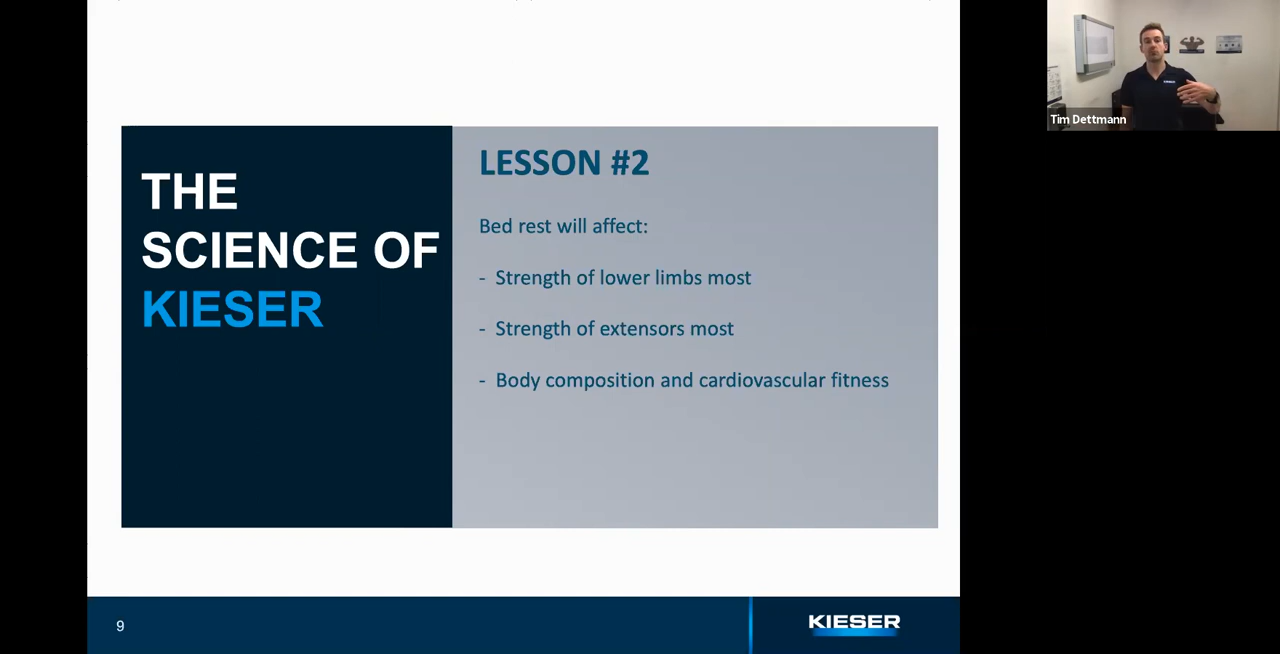 THE
SCIENCE OF
KIESER
LESSON #2
Bed rest will affect:
- Strength of lower limbs most
- Strength of extensors most
- Body composition and cardiovascular fitness
9
KIESER
Tim Dettmann